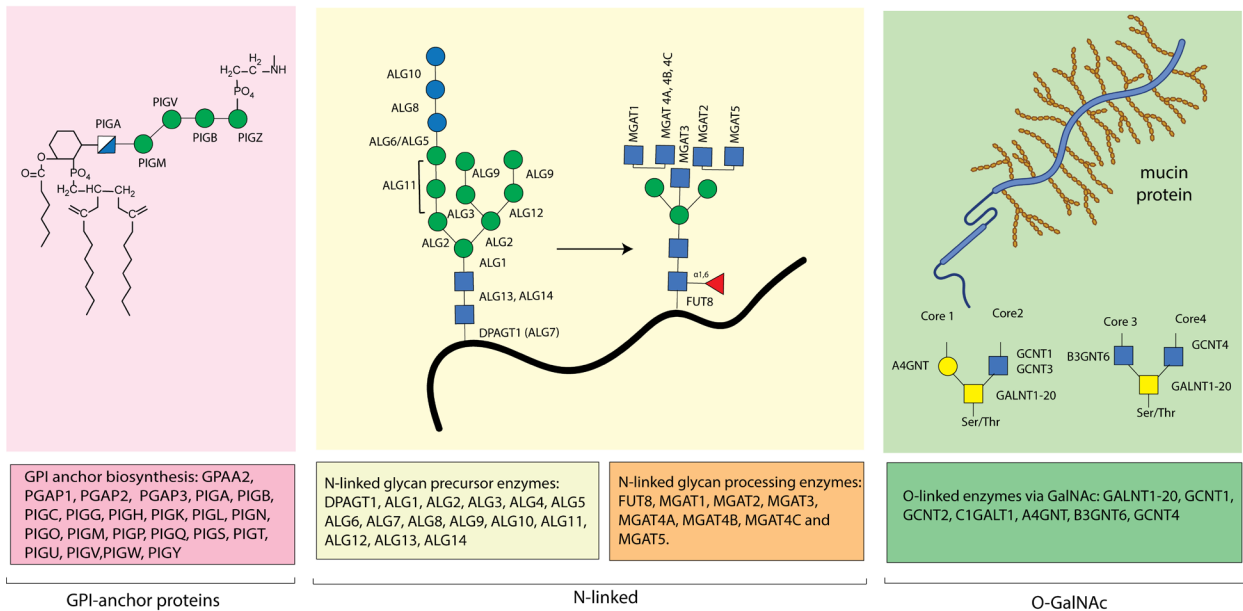 H₂
H₂C
C
NH
PO₄
PIGA
PIGV
PIGM
PIGB
PIGZ
O
O
C
PO₄
H₂C
CH
CH₂
GPI anchor biosynthesis: GPAA2,
PGAP1, PGAP2, PGAP3, PIGA, PIGB,
PIGC, PIGG, PIGH, PIGK, PIGL, PIGN,
PIGO, PIGM, PIGP, PIGQ, PIGS, PIGT,
PIGU, PIGV,PIGW, PIGY
GPI-anchor proteins
ALG10
ALG8
ALG6/ALG5
ALG11
ALG9
ALG9
ALG3
ALG12
ALG2
ALG2
ALG1
ALG13, ALG14
DPAGT1 (ALG7)
MGAT1
MGAT 4A, 4B, 4C
MGAT3
MGAT2
MGAT5
α1,6
FUT8
N-linked glycan precursor enzymes:
DPAGT1, ALG1, ALG2, ALG3, ALG4, ALG5
ALG6, ALG7, ALG8, ALG9, ALG10, ALG11,
ALG12, ALG13, ALG14
N-linked glycan processing enzymes:
FUT8, MGAT1, MGAT2, MGAT3,
MGAT4A, MGAT4B, MGAT4C and
MGAT5.
N-linked
mucin
protein
Core 1
Core2
A4GNT
GCNT1
GCNT3
GALNT1-20
Ser/Thr
Core 3
Core4
B3GNT6
GCNT4
GALNT1-20
Ser/Thr
O-linked enzymes via GalNAc: GALNT1-20, GCNT1,
GCNT2, C1GALT1, A4GNT, B3GNT6, GCNT4
O-GalNAc